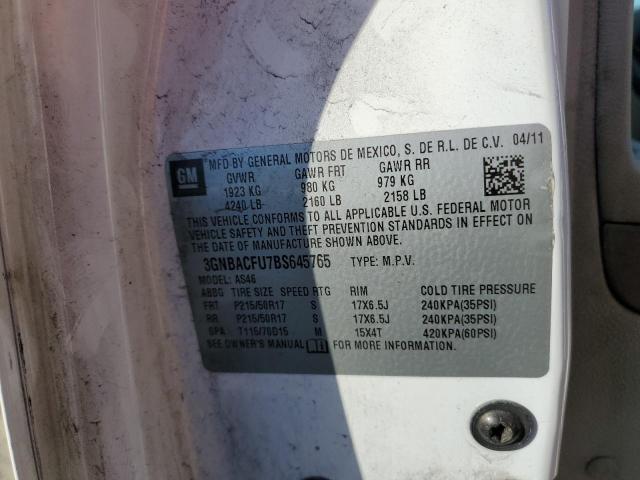 GM
MFD BY GENERAL MOTORS DE MEXICO, S. DE R.L. DE C.V. 04/11
GVWR GAWR FRT GAWR RR
1923 KG 980 KG 979 KG
4240 LB 2160 LB 2158 LB
THIS VEHICLE CONFORMS TO ALL APPLICABLE U.S. FEDERAL MOTOR
VEHICLE SAFETY AND THEFT PREVENTION STANDARDS IN EFFECT ON
THE DATE OF MANUFACTURE SHOWN ABOVE.
3GNBACFU7BS645765 TYPE: M.P.V.
MODEL: AS46
ABBG TIRE SIZE SPEED RTG RIM COLD TIRE PRESSURE
FRT P215/50R17 S 17X6.5J 240KPA(35PSI)
RR P215/50R17 S 17X6.5J 240KPA(35PSI)
SPA T115/70D15 M 15X4T 420KPA(60PSI)
SEE OWNER'S MANUAL FOR MORE INFORMATION.